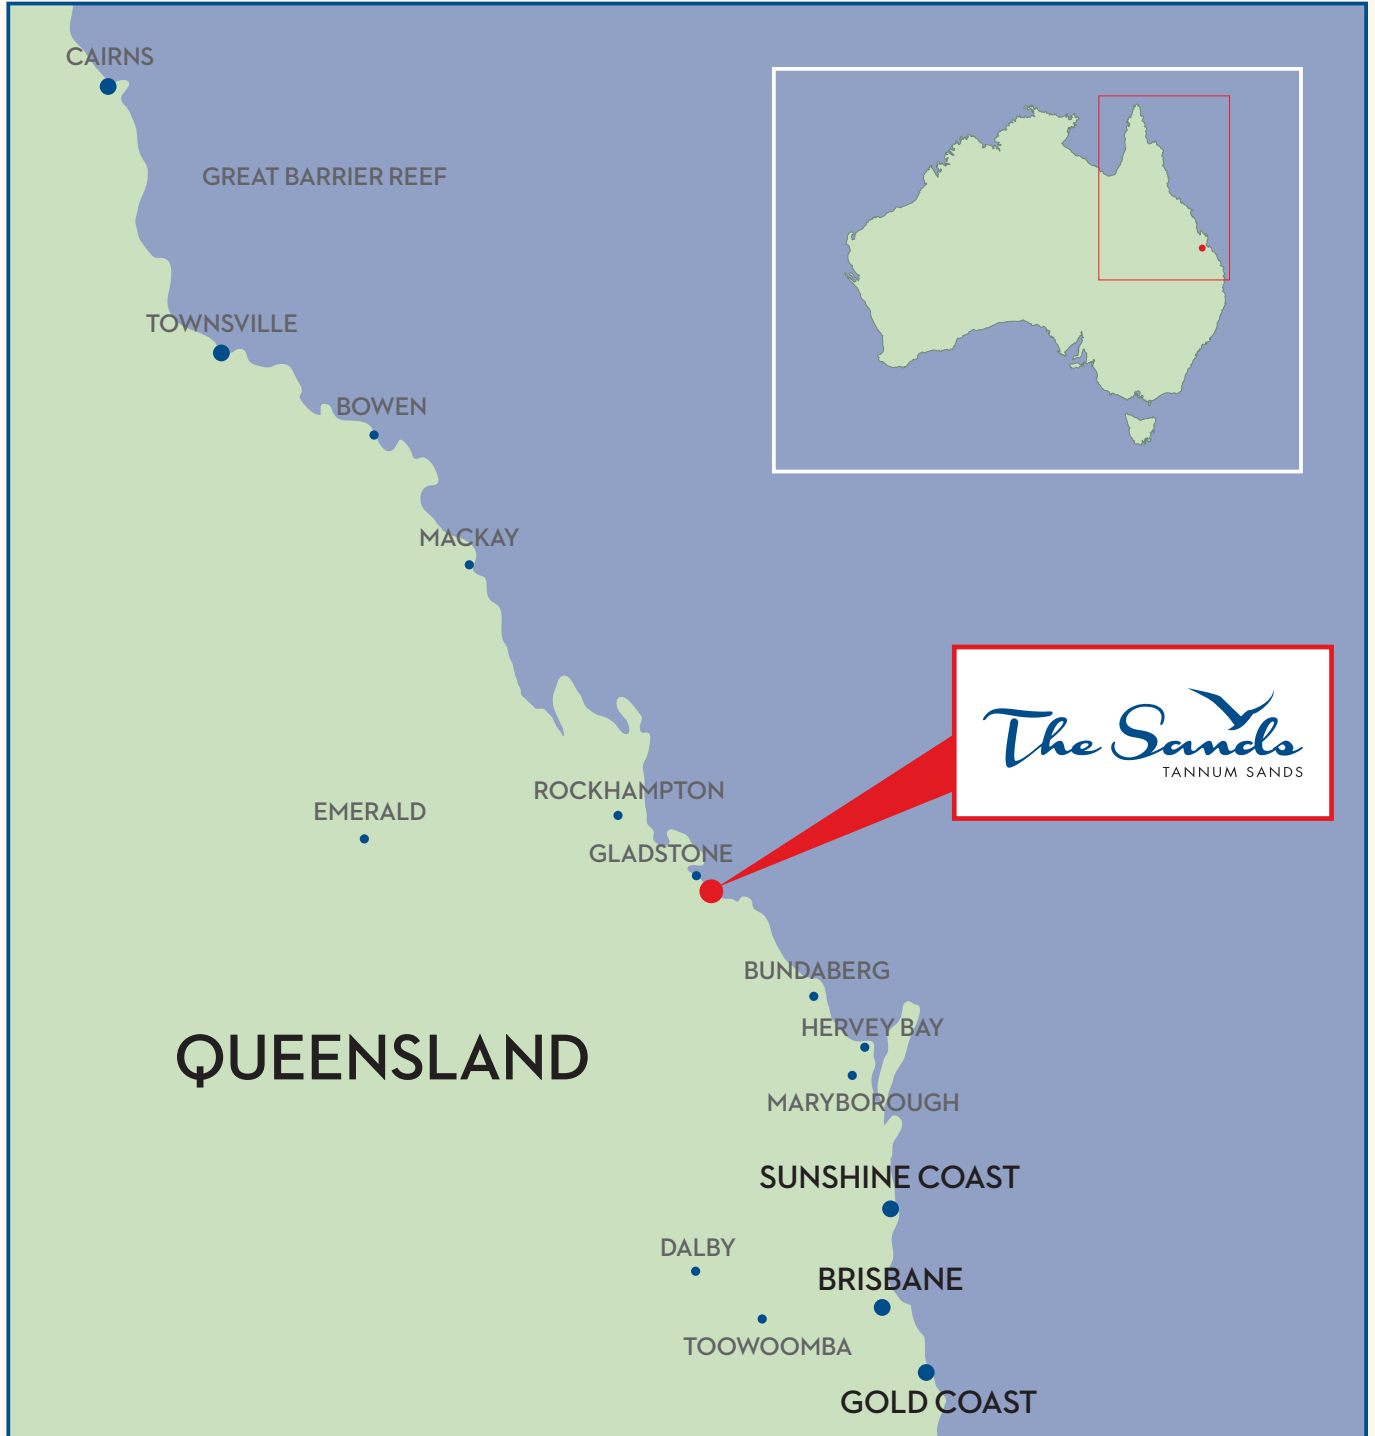 CAIRNS
GREAT BARRIER REEF
TOWNSVILLE
BOWEN
MACKAY
The Sands
TANNUM SANDS
ROCKHAMPTON
EMERALD
GLADSTONE
BUNDABERG
HERVEY BAY
QUEENSLAND
MARYBOROUGH
SUNSHINE COAST
DALBY
BRISBANE
TOOWOOMBA
GOLD COAST